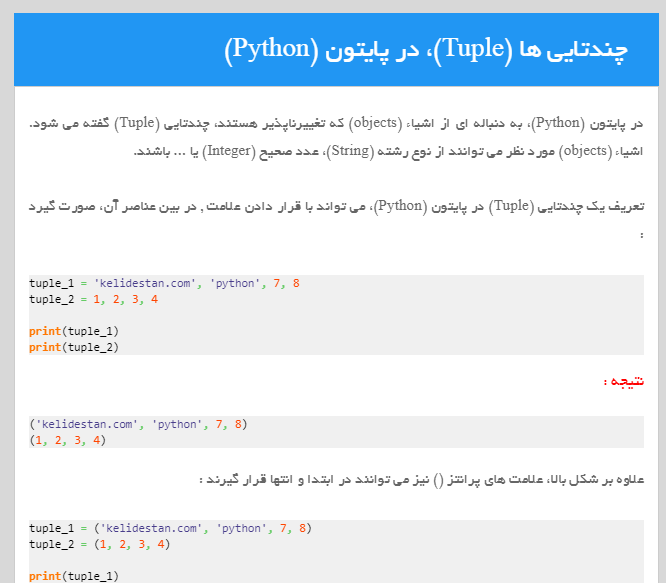 چندتایی ها (Tuple)، در پایتون (Python)
در پایتون (Python)، به دنباله ای از اشیاء (objects) که تغییرناپذیر هستند، چندتایی (Tuple) گفته می شود.
اشیاء (objects) مورد نظر می توانند از نوع رشته (String)، عدد صحیح (Integer) یا ... باشند.
تعریف یک چندتایی (Tuple) در پایتون (Python)، می تواند با قرار دادن علامت , در بین عناصر آن، صورت گیرد
:
tuple_1 = 'kelidestan.com', 'python', 7, 8
tuple_2 = 1, 2, 3, 4
print(tuple_1)
print(tuple_2)
نتیجه :
('kelidestan.com', 'python', 7, 8)
(1, 2, 3, 4)
علاوه بر شکل بالا، علامت های پرانتز () نیز می توانند در ابتدا و انتها قرار گیرند :
tuple_1 = ('kelidestan.com', 'python', 7, 8)
tuple_2 = (1, 2, 3, 4)
print(tuple_1)